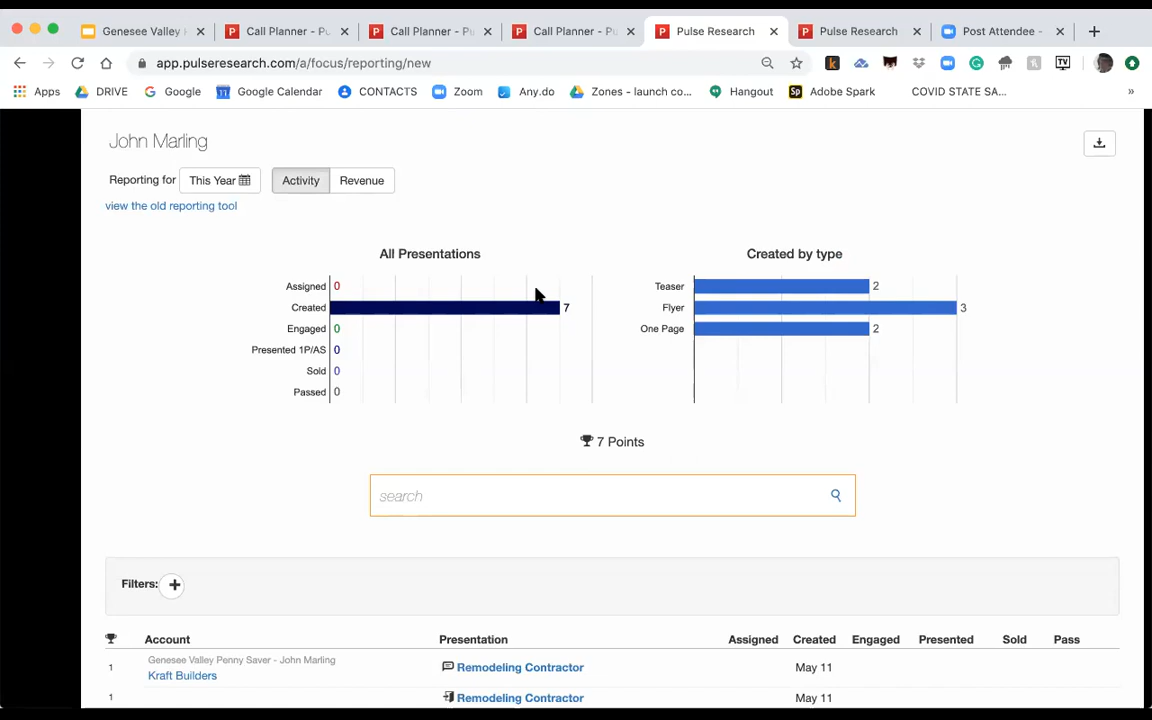 Genesee Valley
Call Planner - Pu
Call Planner - Pu
Call Planner - Pu
Pulse Research
Pulse Research
Post Attendee -
app.pulseresearch.com/a/focus/reporting/new
Apps
DRIVE
Google
Google Calendar
CONTACTS
Zoom
Any.do
Zones - launch co...
Hangout
Adobe Spark
COVID STATE SA...
»
John Marling
Reporting for This Year Activity Revenue
view the old reporting tool
All Presentations
Assigned 0
Created 7
Engaged 0
Presented 1P/AS 0
Sold 0
Passed 0
Created by type
Teaser 2
Flyer 3
One Page 2
7 Points
search
Filters: +
Account Presentation Assigned Created Engaged Presented Sold Pass
Genesee Valley Penny Saver - John Marling
1 Kraft Builders Remodeling Contractor May 11
1 Remodeling Contractor May 11